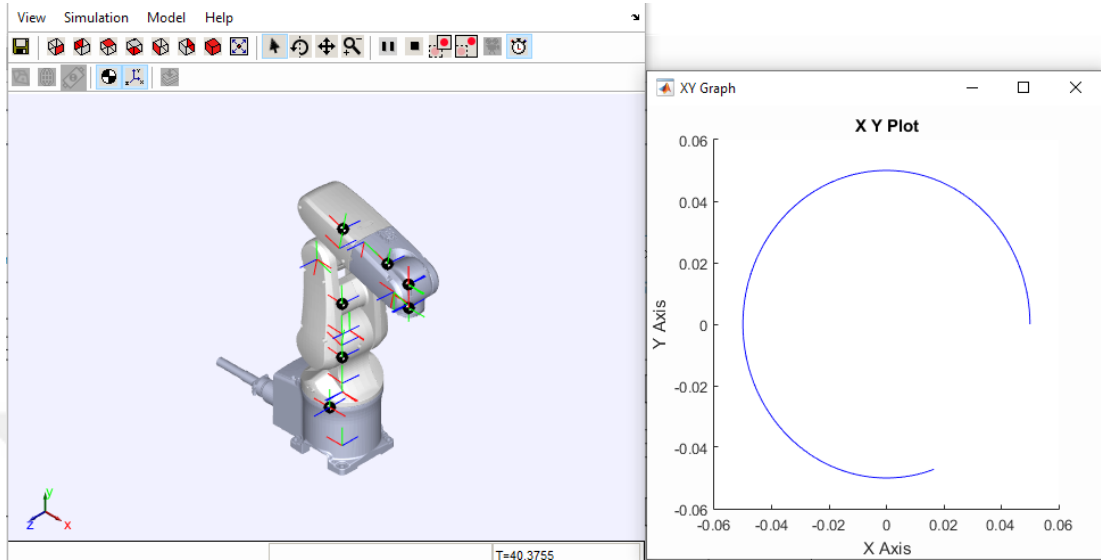 View Simulation Model Help
y
z x
T=40.3755
XY Graph
X Y Plot
0.06
0.04
0.02
0
-0.02
-0.04
-0.06
Y Axis
-0.06 -0.04 -0.02 0 0.02 0.04 0.06
X Axis